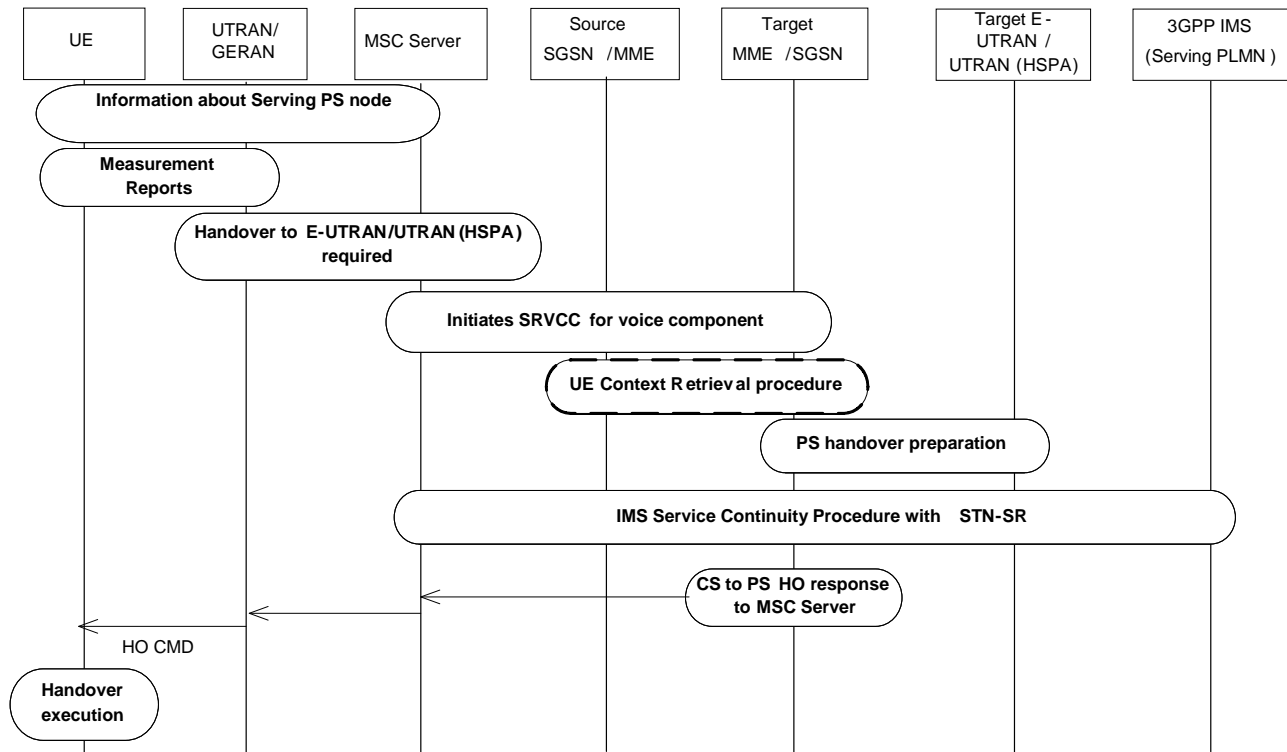 UE
UTRAN/
GERAN
MSC Server
Source
SGSN /MME
Target
MME /SGSN
Target E -
UTRAN /
UTRAN (HSPA)
3GPP IMS
(Serving PLMN )
Information about Serving PS node
Measurement
Reports
Handover to E-UTRAN/UTRAN (HSPA)
required
Initiates SRVCC for voice component
UE Context Retrieval procedure
PS handover preparation
IMS Service Continuity Procedure with STN-SR
CS to PS HO response
to MSC Server
HO CMD
Handover
execution